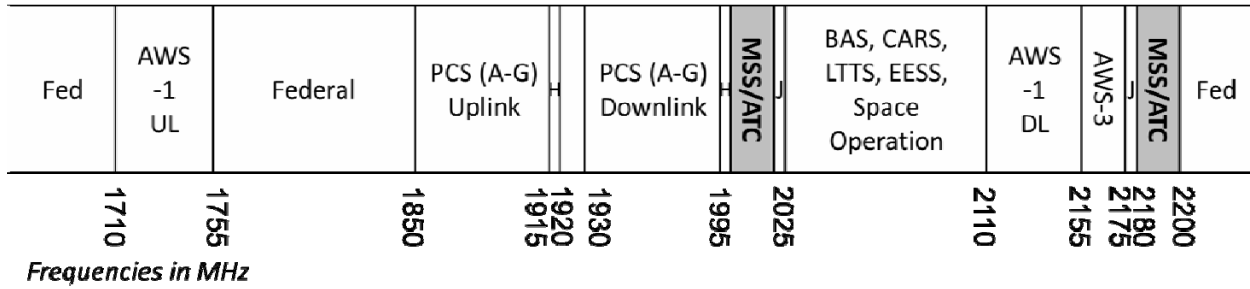 Fed
AWS
-1
UL
Federal
PCS (A-G)
Uplink
H
PCS (A-G)
Downlink
H
MSS/ATC
J
BAS, CARS,
LTTS, EESS,
Space
Operation
AWS
-1
DL
AWS-3
J
MSS/ATC
Fed
1710
1755
1850
1915
1920
1930
1995
2025
2110
2155
2175
2180
2200
Frequencies in MHz